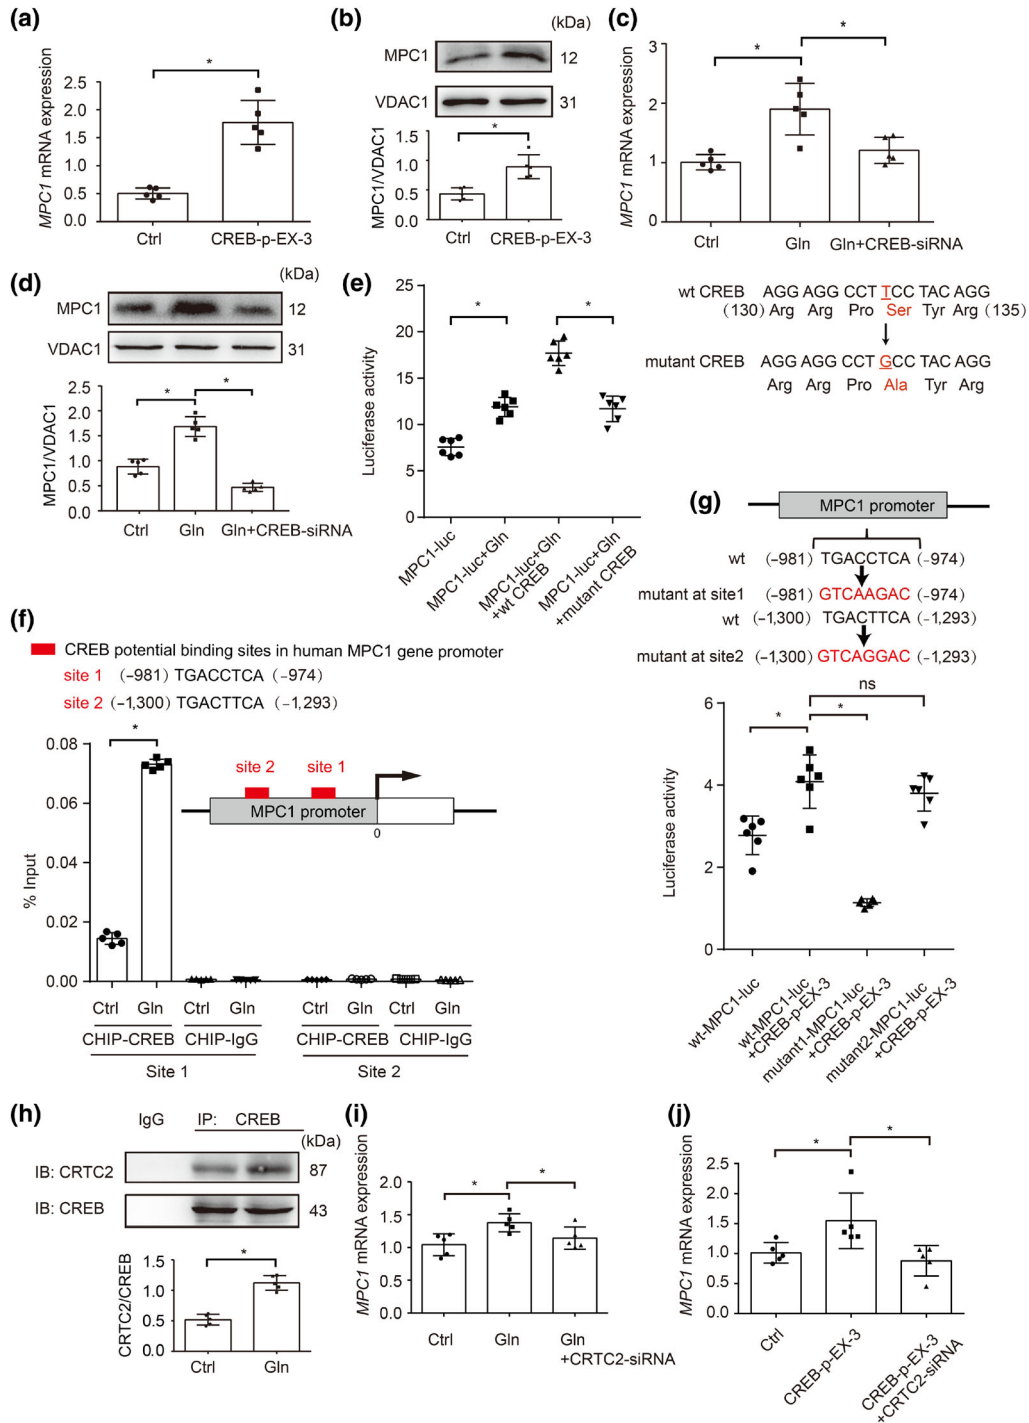 (a)
MPC1 mRNA expression
2.5
2.0
1.5
1.0
0.5
0.0
*
Ctrl
CREB-p-EX-3
(b)
(kDa)
MPC1
12
VDAC1
31
MPC1/VDAC1
1.5
1.0
0.5
0.0
*
Ctrl
CREB-p-EX-3
(c)
MPC1 mRNA expression
3
2
1
0
*
*
Ctrl
Gln
Gln+CREB-siRNA
(d)
(kDa)
MPC1
12
VDAC1
31
MPC1/VDAC1
2.5
2.0
1.5
1.0
0.5
0.0
*
*
Ctrl
Gln
Gln+CREB-siRNA
(e)
Luciferase activity
25
20
15
10
5
0
*
*
MPC1-luc
MPC1-luc+Gln
MPC1-luc+Gln
+wt CREB
MPC1-luc+Gln
+mutant CREB
wt CREB AGG AGG CCT TCC TAC AGG
(130) Arg Arg Pro Ser Tyr Arg (135)
mutant CREB AGG AGG CCT GCC TAC AGG
Arg Arg Pro Ala Tyr Arg
(f)
CREB potential binding sites in human MPC1 gene promoter
site 1 (-981) TGACCTCA (-974)
site 2 (-1,300) TGACTTCA (-1,293)
% Input
0.08
0.06
0.04
0.02
0.00
*
site 2
site 1
MPC1 promoter
0
Ctrl Gln Ctrl Gln Ctrl Gln Ctrl Gln
CHIP-CREB CHIP-IgG CHIP-CREB CHIP-IgG
Site 1 Site 2
(g)
MPC1 promoter
wt (-981) TGACCTCA (-974)
mutant at site1 (-981) GTCAAGAC (-974)
wt (-1,300) TGACTTCA (-1,293)
mutant at site2 (-1,300) GTCAGGAC (-1,293)
Luciferase activity
6
4
2
0
*
*
ns
wt-MPC1-luc
wt-MPC1-luc
+CREB-p-EX-3
mutant1-MPC1-luc
+CREB-p-EX-3
mutant2-MPC1-luc
+CREB-p-EX-3
(h)
IgG IP: CREB
(kDa)
IB: CRTC2
87
IB: CREB
43
CRTC2/CREB
1.5
1.0
0.5
0.0
*
Ctrl
Gln
(i)
MPC1 mRNA expression
2.0
1.5
1.0
0.5
0.0
*
*
Ctrl
Gln
Gln
+CRTC2-siRNA
(j)
MPC1 mRNA expression
2.5
2.0
1.5
1.0
0.5
0.0
*
*
Ctrl
CREB-p-EX-3
CREB-p-EX-3
+CRTC2-siRNA